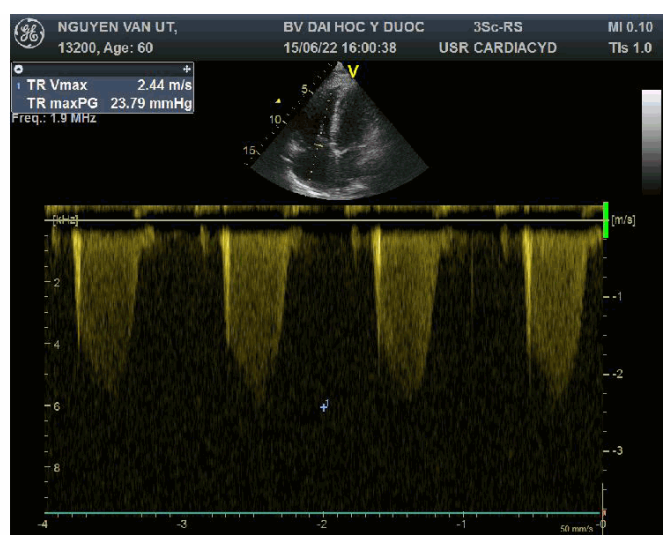 NGUYEN VAN UT, BV DAI HOC Y DUOC 3Sc-RS MI 0.10
13200, Age: 60 15/06/22 16:00:38 USR CARDIACYD TIs 1.0
1 TR Vmax 2.44 m/s
TR maxPG 23.79 mmHg
Freq.: 1.9 MHz
V
5
10
15
[kHz] [m/s]
-2
-1
-4
-2
-6
1
-3
-8
-4 -3 -2 -1 50 mm/s -0